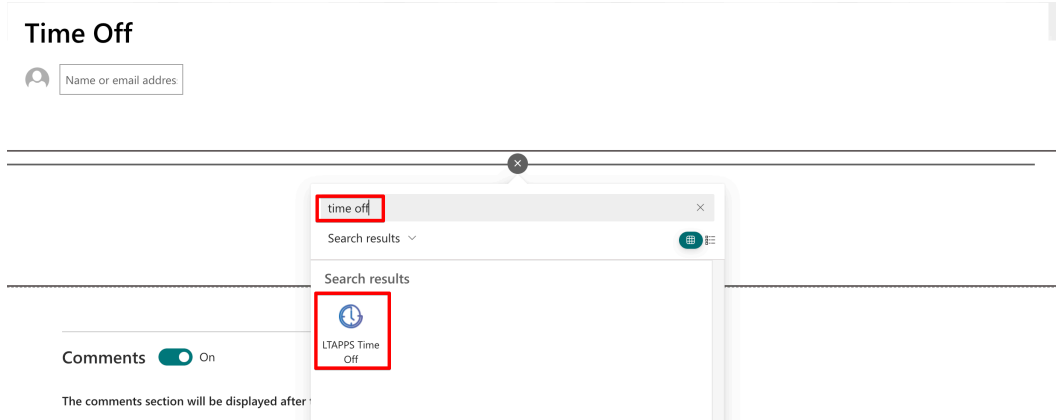 Time Off
Name or email addres
time off
Search results
Search results
LTAPPS Time
Off
Comments On
The comments section will be displayed after